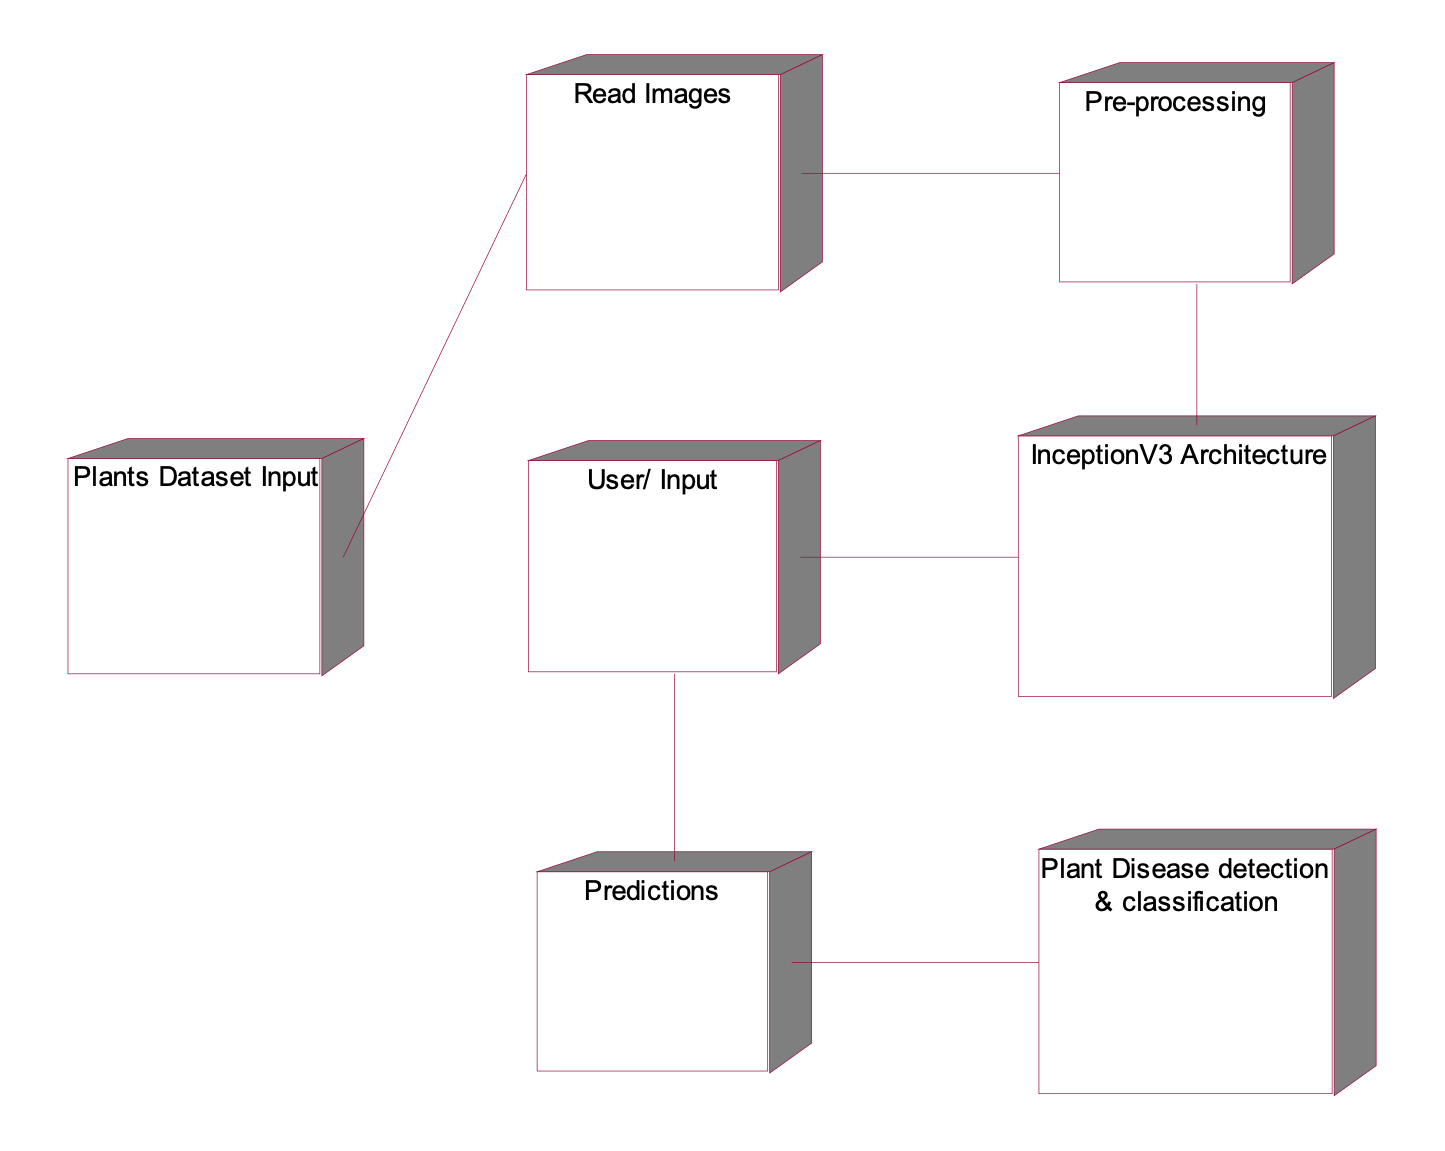 Read Images
Pre-processing
Plants Dataset Input
User/ Input
InceptionV3 Architecture
Predictions
Plant Disease detection
& classification